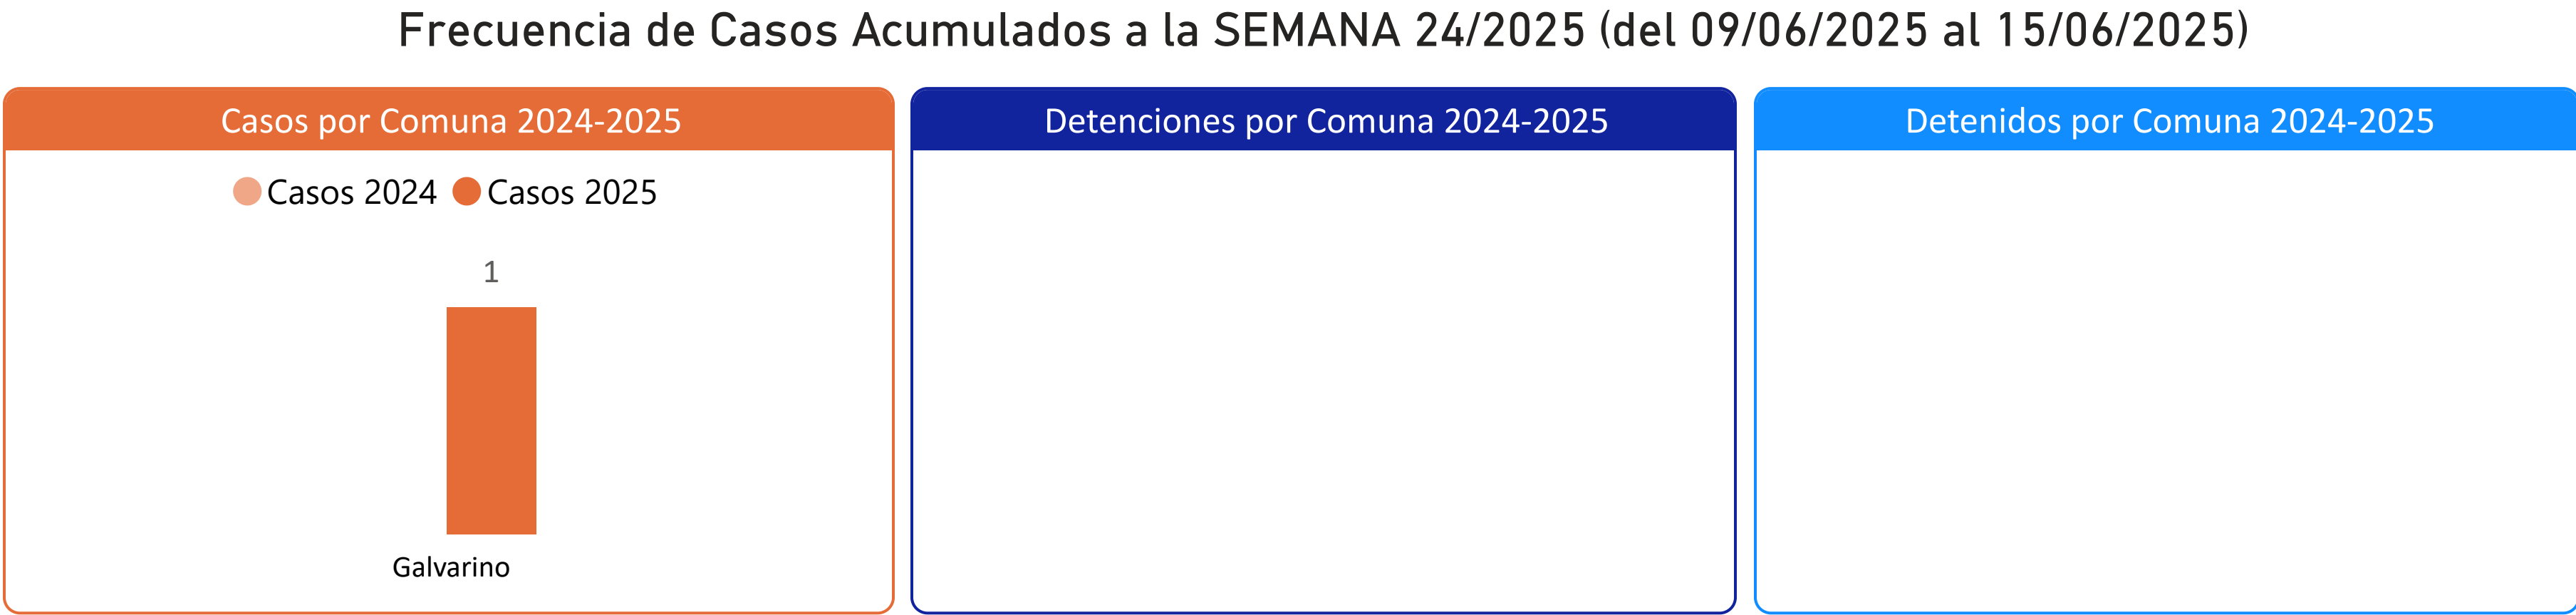 Frecuencia de Casos Acumulados a la SEMANA 24/2025 (del 09/06/2025 al 15/06/2025)
Casos por Comuna 2024-2025
Casos 2024 Casos 2025
1
Galvarino
Detenciones por Comuna 2024-2025
Detenidos por Comuna 2024-2025